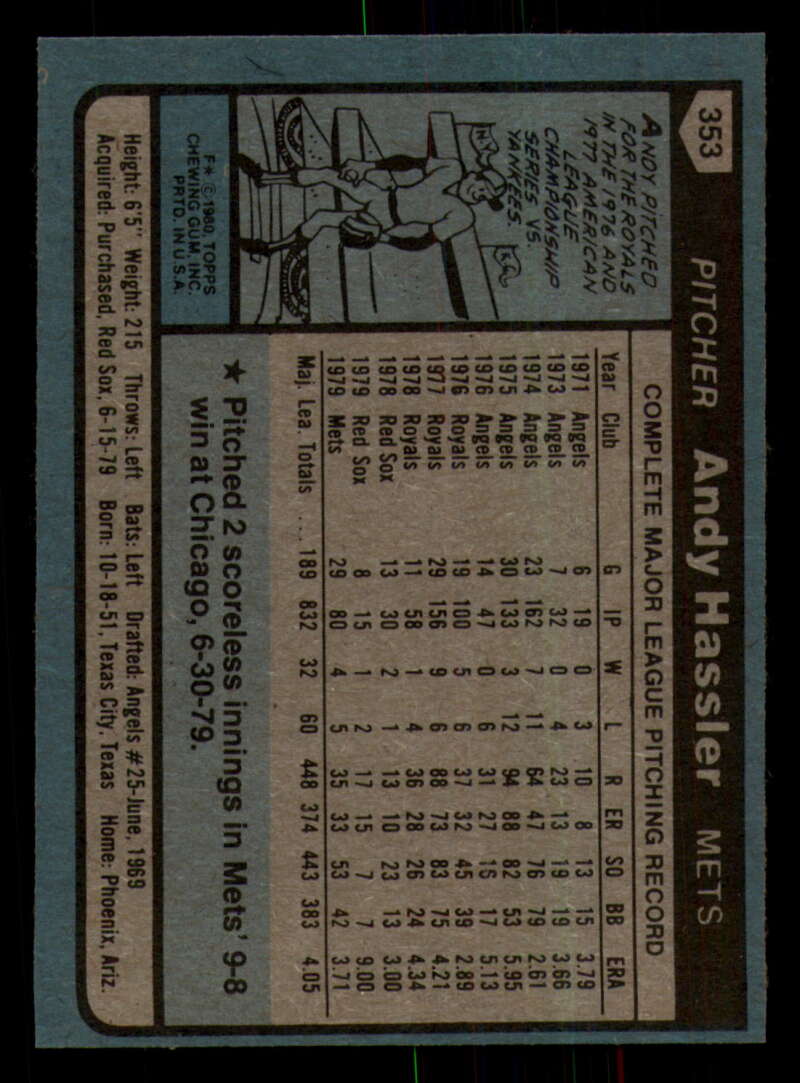 353 PITCHER Andy Hassler METS
ANDY PITCHED
FOR THE ROYALS
IN THE 1976 AND
1977 AMERICAN
LEAGUE
CHAMPIONSHIP
SERIES VS.
YANKEES.
F* © 1980, TOPPS
CHEWING GUM, INC.
PRTD. IN U.S.A.
COMPLETE MAJOR LEAGUE PITCHING RECORD
Year Club G IP W L R ER SO BB ERA
1971 Angels 6 19 0 3 10 8 13 15 3.79
1973 Angels 7 32 0 4 23 13 19 19 3.66
1974 Angels 23 162 7 11 64 47 76 79 2.61
1975 Angels 30 133 3 12 94 88 82 53 5.95
1976 Angels 14 47 0 6 31 27 15 17 5.13
1976 Royals 19 100 5 6 37 32 45 39 2.89
1977 Royals 29 156 9 6 88 73 83 75 4.21
1978 Royals 11 58 1 4 36 28 26 24 4.34
1978 Red Sox 13 30 2 1 13 10 23 13 3.00
1979 Red Sox 8 15 1 2 17 15 7 7 9.00
1979 Mets 29 80 4 5 35 33 53 42 3.71
Maj. Lea. Totals .... 189 832 32 60 448 374 443 383 4.05
★ Pitched 2 scoreless innings in Mets' 9-8
win at Chicago, 6-30-79.
Height: 6'5" Weight: 215 Throws: Left Bats: Left Drafted: Angels #25-June, 1969
Acquired: Purchased, Red Sox, 6-15-79 Born: 10-18-51, Texas City, Texas Home: Phoenix, Ariz.